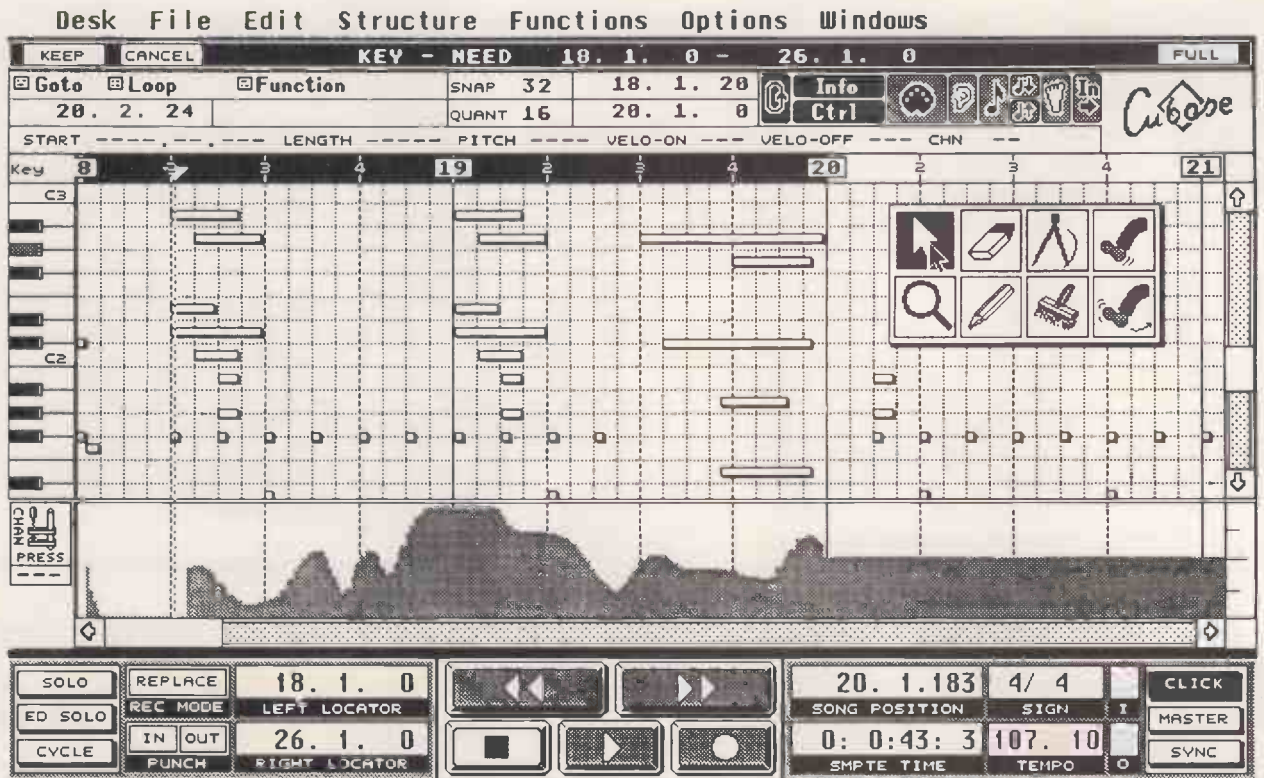 Desk File Edit Structure Functions Options Windows
KEEP CANCEL KEY - NEED 18. 1. 0 - 26. 1. 0 FULL
Goto Loop Function SNAP 32 18. 1. 20 Info In
20. 2. 24 QUANT 16 20. 1. 0 Ctrl Cubase
START ----.--.--- LENGTH ----- PITCH ---- VELO-ON --- VELO-OFF --- CHN --
Key 8 2 3 4 19 2 3 4 20 2 3 4 21
C3
C2
CHAN
PRESS
---
SOLO REPLACE 18. 1. 0 20. 1.183 4/ 4 CLICK
REC MODE LEFT LOCATOR SONG POSITION SIGN I
ED SOLO MASTER
IN OUT 26. 1. 0 0: 0:43: 3 107. 10
CYCLE PUNCH RIGHT LOCATOR SMPTE TIME TEMPO O SYNC